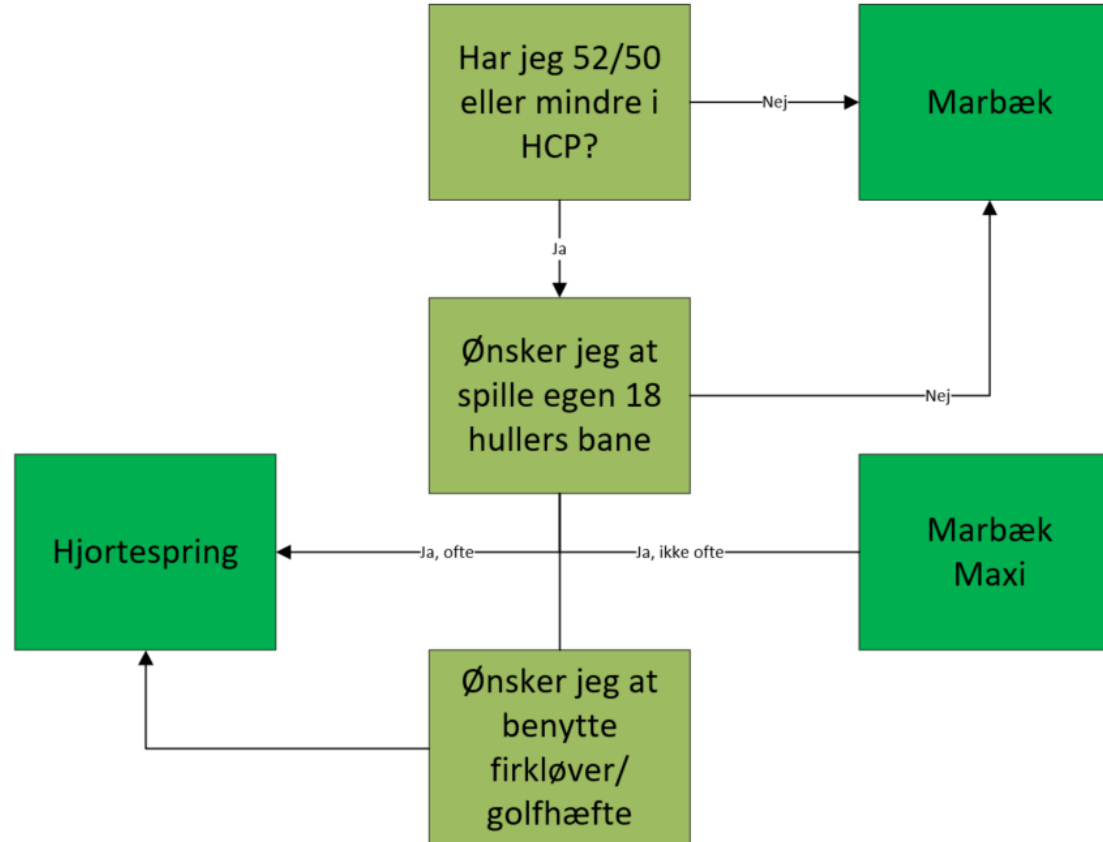 Har jeg 52/50
eller mindre i
HCP?
Nej
Marbæk
Ja
Ønsker jeg at
spille egen 18
hullers bane
Nej
Hjortespring
Ja, ofte
Ja, ikke ofte
Marbæk
Maxi
Ønsker jeg at
benytte
firkløver/
golfhæfte